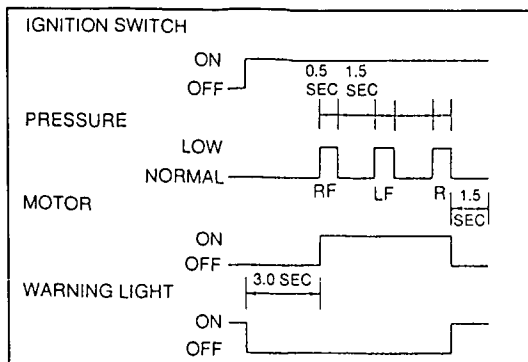 IGNITION SWITCH
ON
OFF
0.5 SEC
1.5 SEC
PRESSURE
LOW
NORMAL
RF
LF
R
1.5 SEC
MOTOR
ON
OFF
3.0 SEC
WARNING LIGHT
ON
OFF